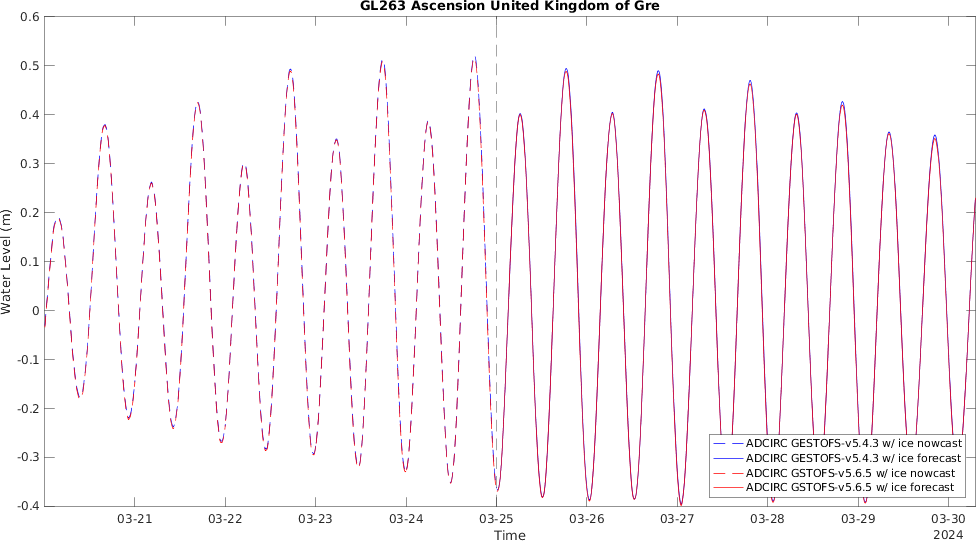 GL263 Ascension United Kingdom of Gre
0.6
0.5
0.4
0.3
0.2
0.1
0
-0.1
-0.2
-0.3
-0.4
Water Level (m)
ADCIRC GESTOFS-v5.4.3 w/ ice nowcast
ADCIRC GESTOFS-v5.4.3 w/ ice forecast
ADCIRC GSTOFS-v5.6.5 w/ ice nowcast
ADCIRC GSTOFS-v5.6.5 w/ ice forecast
03-21 03-22 03-23 03-24 03-25 03-26 03-27 03-28 03-29 03-30
2024
Time